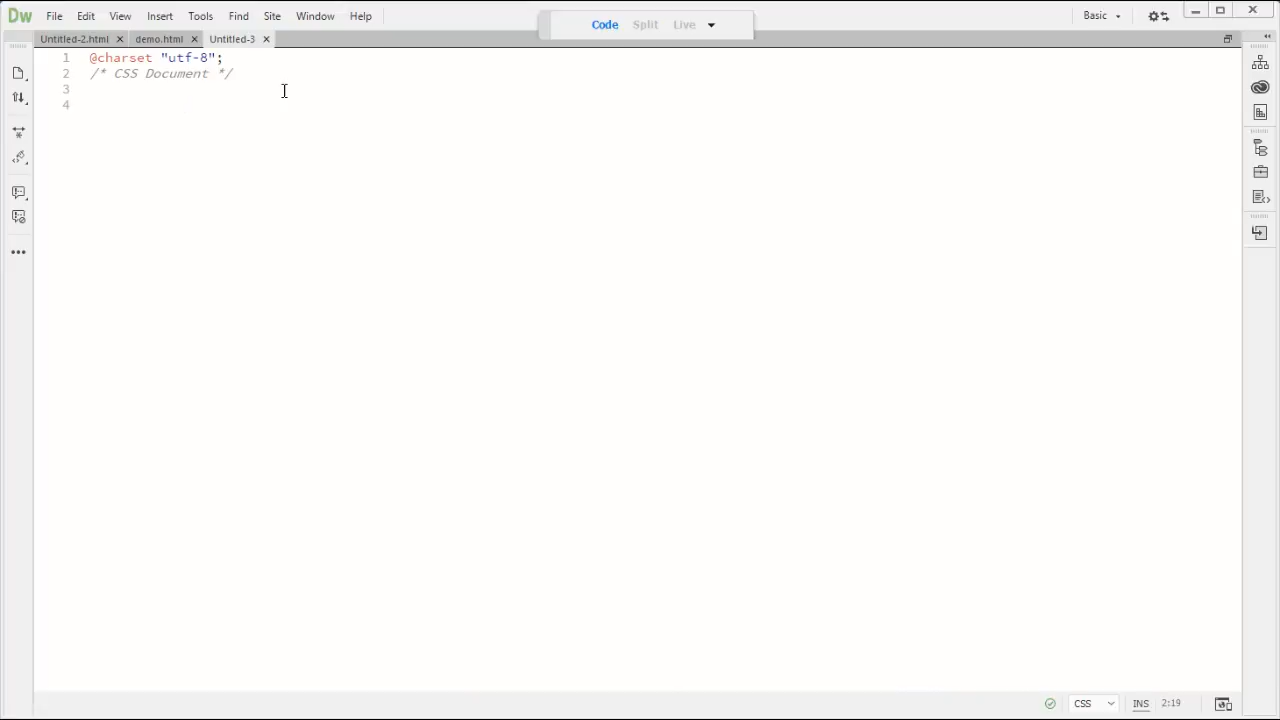 Dw File Edit View Insert Tools Find Site Window Help Code Split Live Basic
Untitled-2.html demo.html Untitled-3
1 @charset "utf-8";
2 /* CSS Document */
3
4
CSS INS 2:19